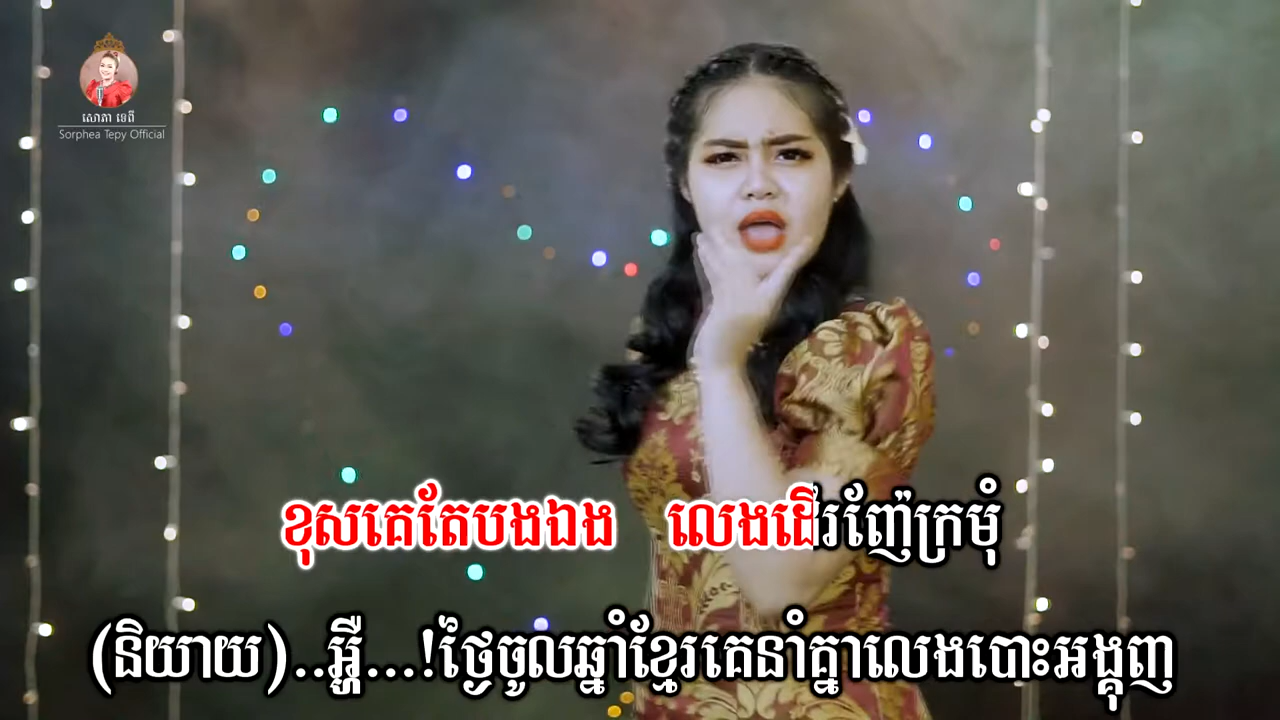 សោភា ទេពី
Sorphea Tepy Official
ខុសគេតែបងឯង លេងដើរញ៉ែក្រមុំ
(និយាយ)..អ្ហឺ...!ថ្ងៃចូលឆ្នាំខ្មែរគេនាំគ្នាលេងបោះអង្គុញ